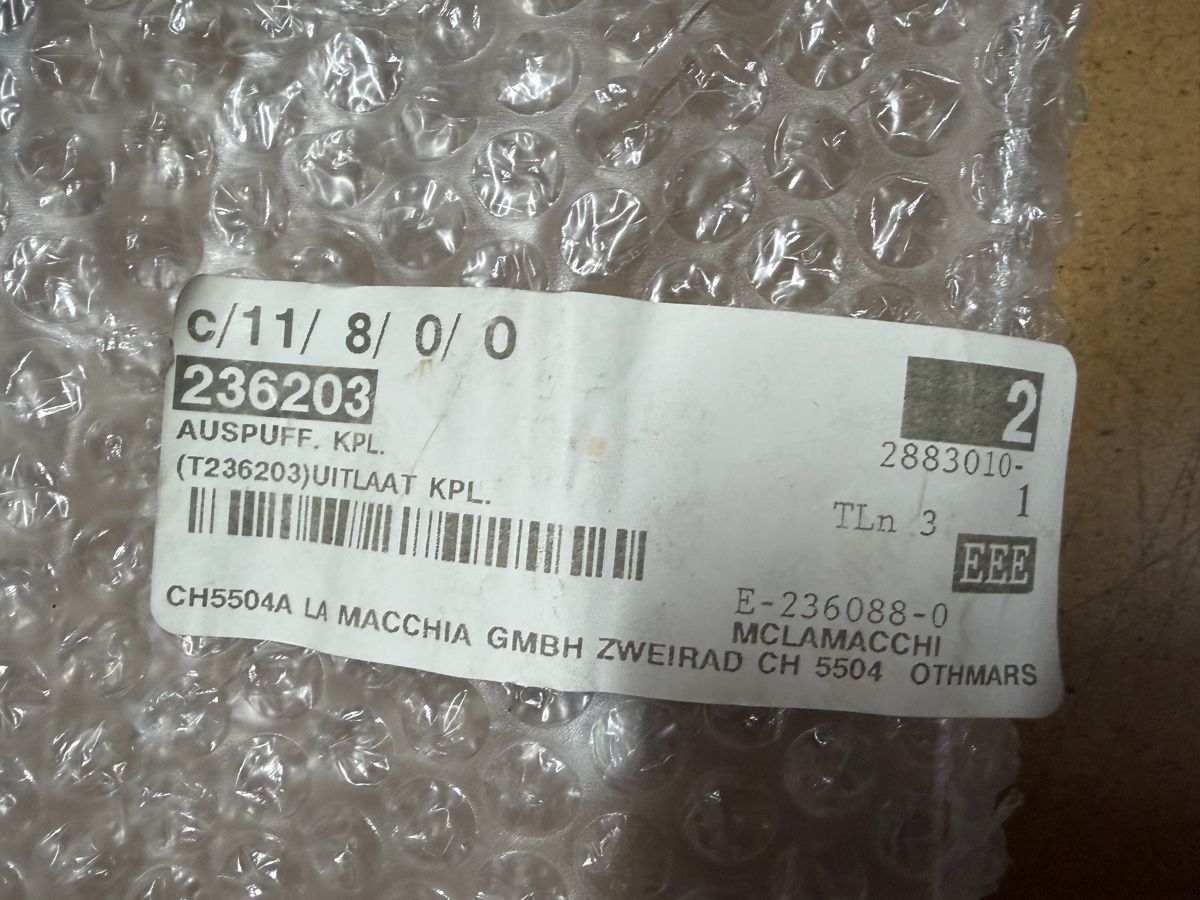 C/11/ 8/ 0/ 0
236203
2
AUSPUFF. KPL.
2883010-
1
(T236203)UITLAAT KPL.
TLn 3
EEE
E-236088-0
MCLAMACCHI
CH5504A LA MACCHIA GMBH ZWEIRAD CH 5504 OTHMARS